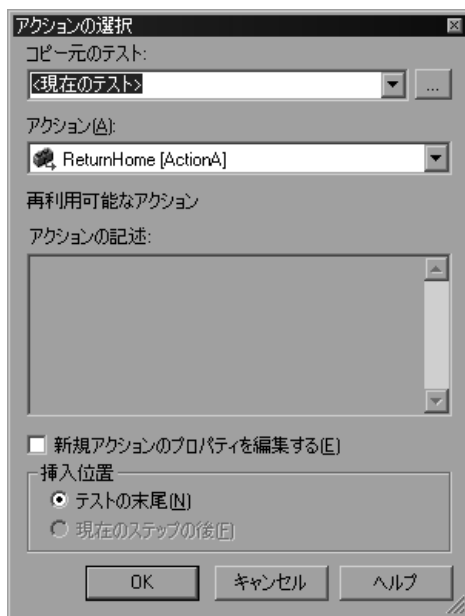 アクションの選択
コピー元のテスト:
<現在のテスト>
...
アクション(A):
ReturnHome [ActionA]
再利用可能なアクション
アクションの記述:
新規アクションのプロパティを編集する(E)
挿入位置
テストの末尾(N)
現在のステップの後(F)
OK
キャンセル
ヘルプ